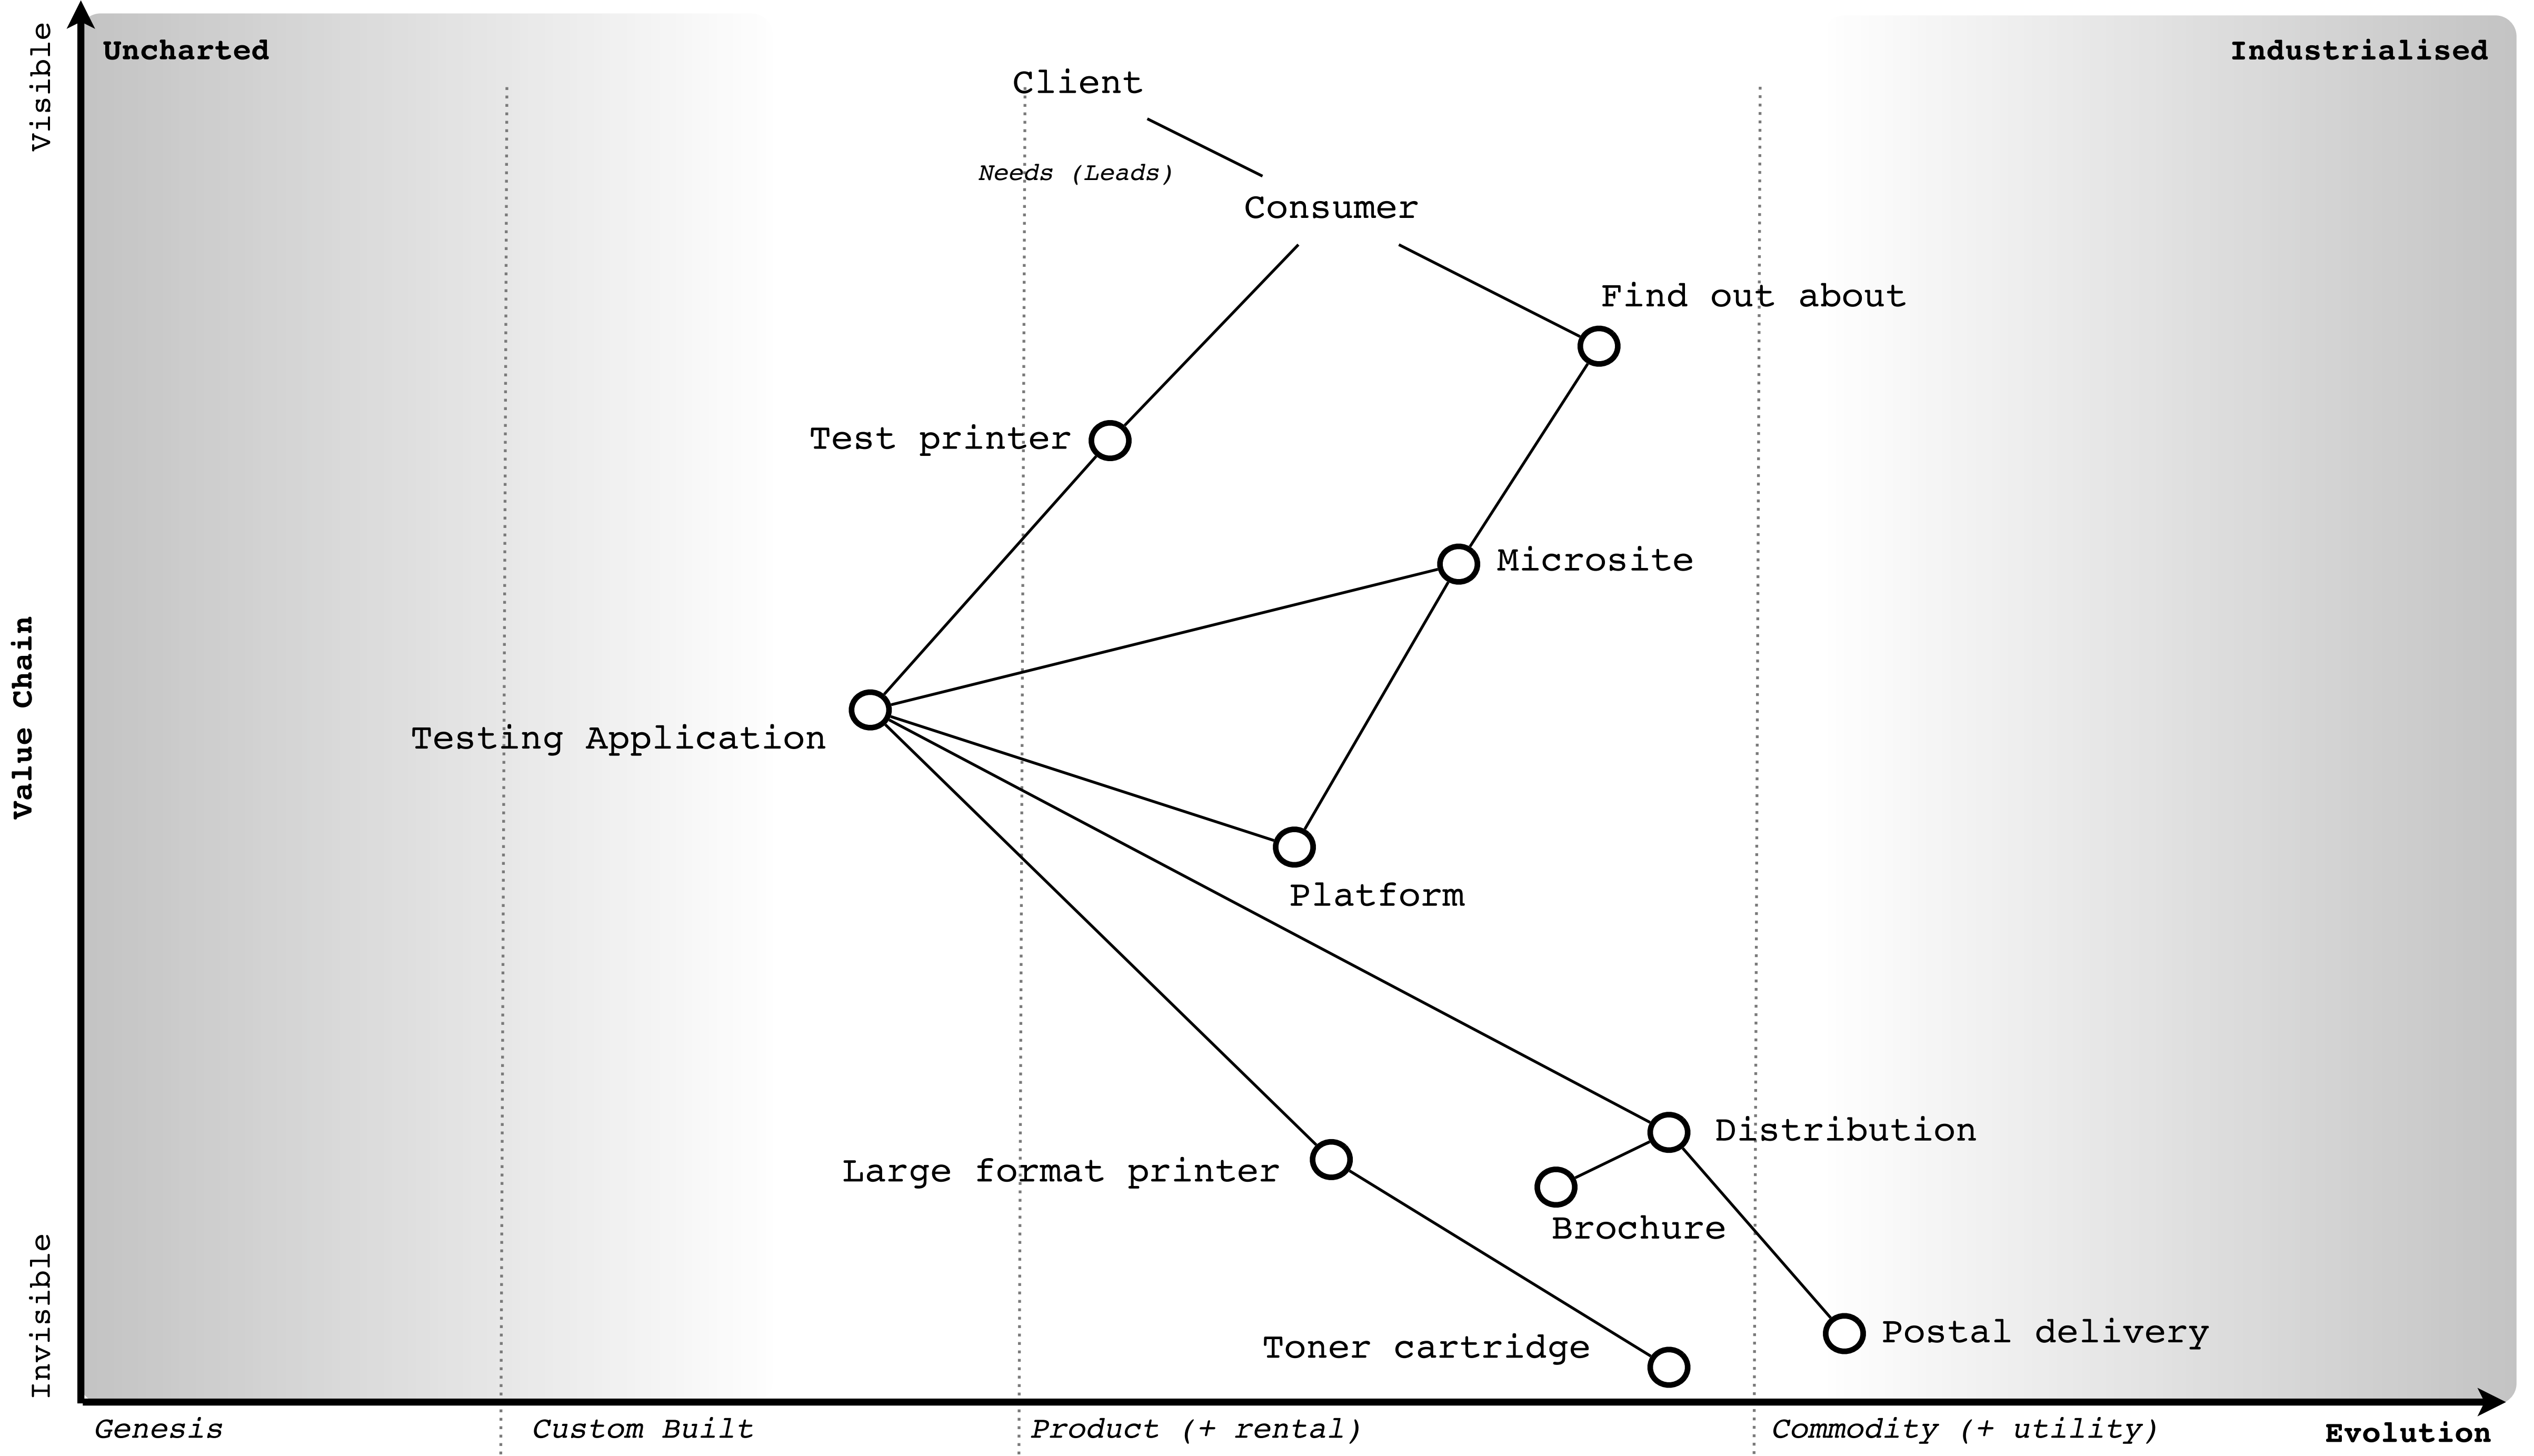 Visible
Uncharted
Industrialised
Client
Needs (Leads)
Consumer
Find out about
Test printer
Microsite
Value Chain
Testing Application
Platform
Distribution
Large format printer
Brochure
Invisible
Toner cartridge
Postal delivery
Genesis
Custom Built
Product (+ rental)
Commodity (+ utility)
Evolution